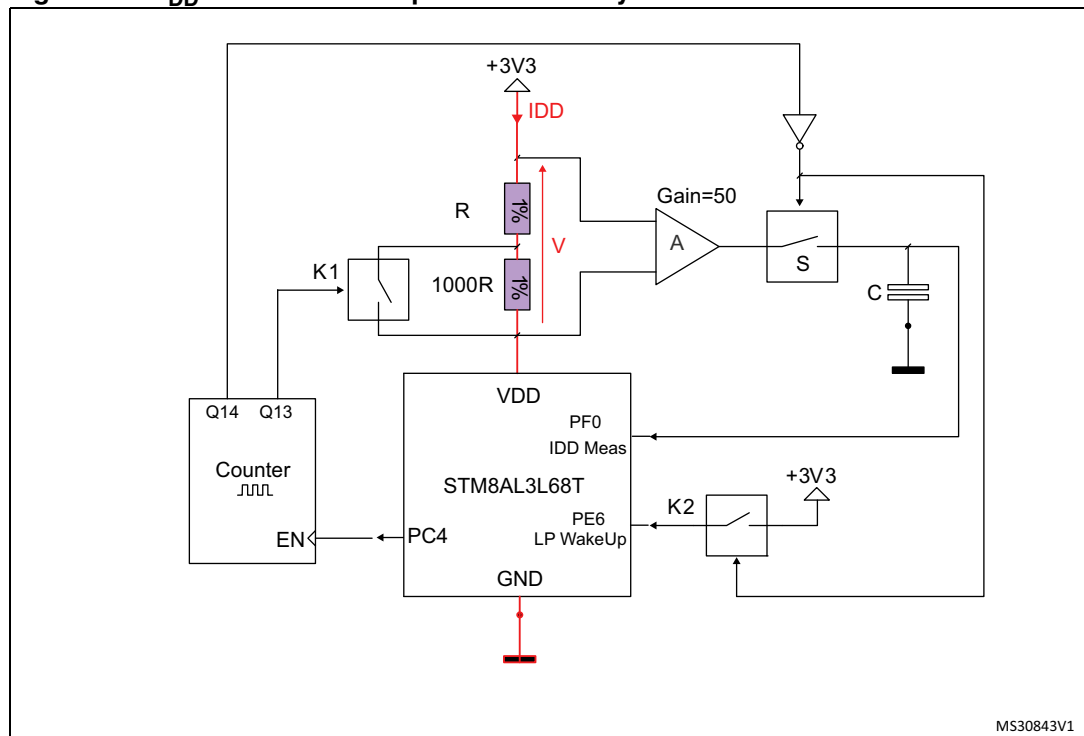 +3V3
IDD
Gain=50
R
1%
V
A
S
K1
1000R
1%
C
Q14 Q13
VDD
PF0
IDD Meas
Counter
STM8AL3L68T
+3V3
K2
PE6
LP WakeUp
EN
PC4
GND
MS30843V1